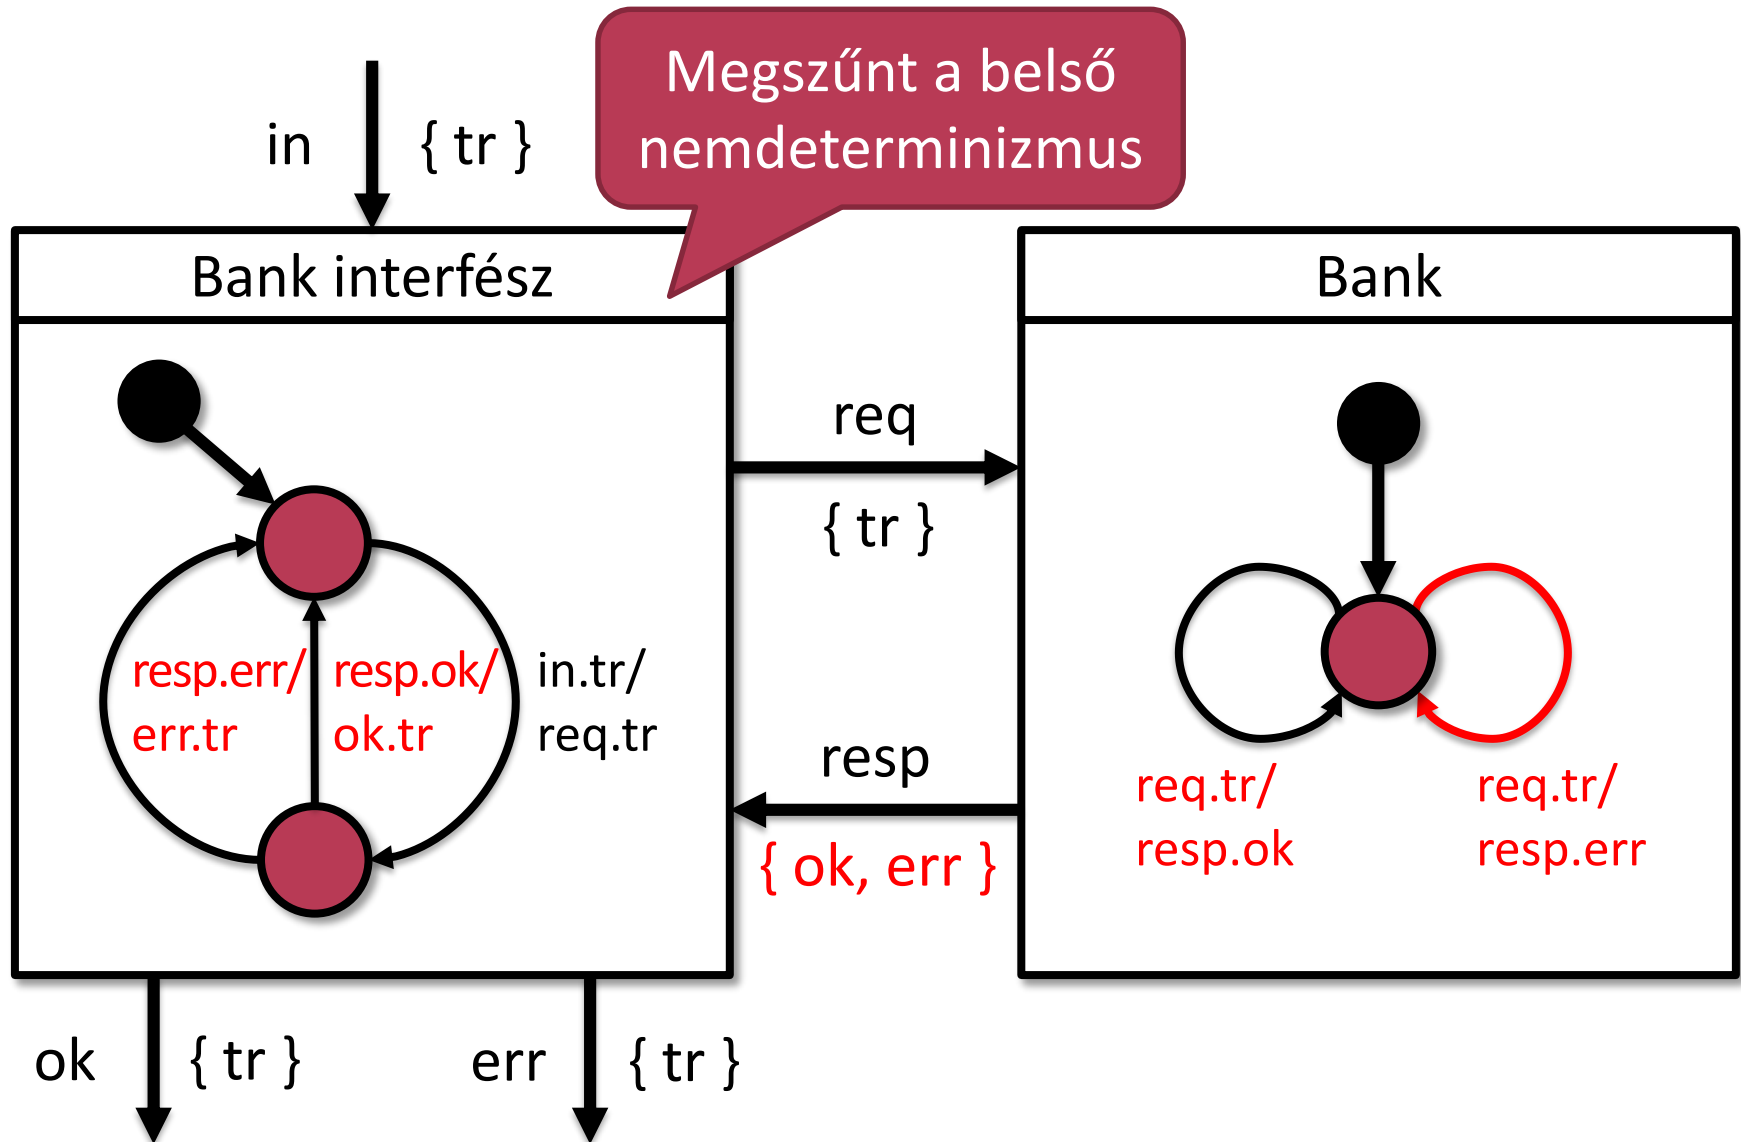 Megszűnt a belső
nemdeterminizmus
in
{ tr }
Bank interfész
Bank
req
{ tr }
resp.err/
err.tr
resp.ok/
ok.tr
in.tr/
req.tr
resp
{ ok, err }
req.tr/
resp.ok
req.tr/
resp.err
ok
{ tr }
err
{ tr }